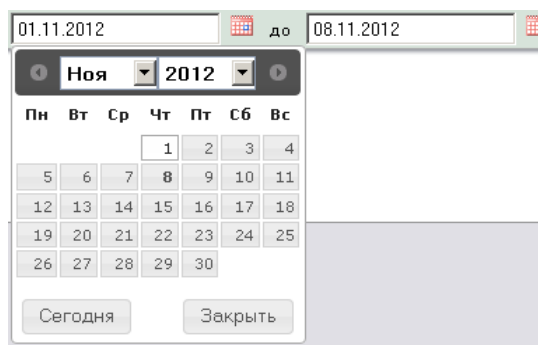 01.11.2012 до 08.11.2012
Ноя 2012
Пн Вт Ср Чт Пт Сб Вс
1 2 3 4
5 6 7 8 9 10 11
12 13 14 15 16 17 18
19 20 21 22 23 24 25
26 27 28 29 30
Сегодня Закрыть